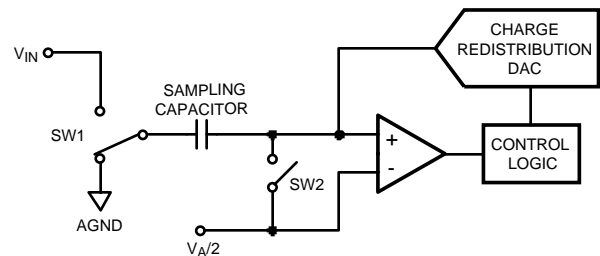 CHARGE
REDISTRIBUTION
DAC
VIN
SAMPLING
CAPACITOR
SW1
+
-
CONTROL
LOGIC
SW2
AGND
VA/2